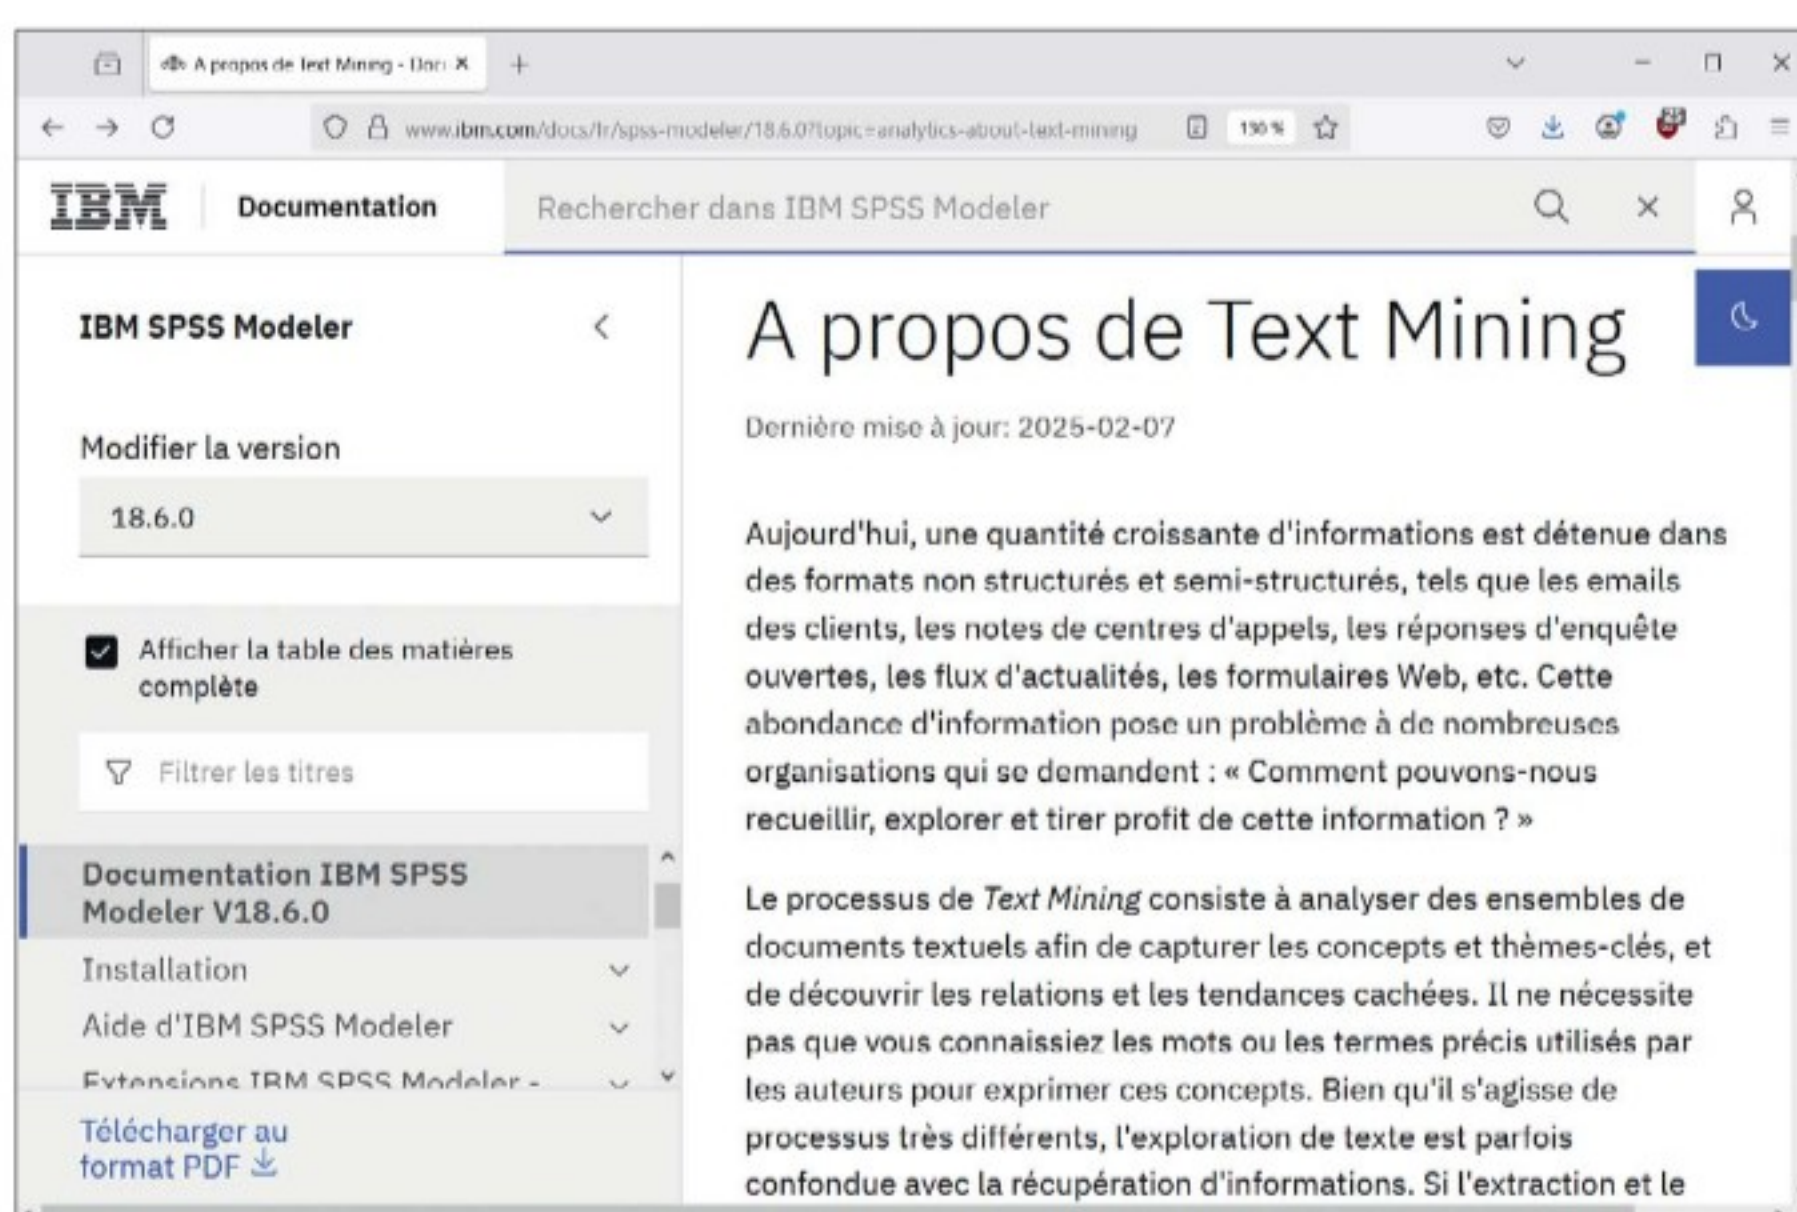 A propos de Text Mining - Doc
www.ibm.com/docs/fr/spss-modeler/18.6.0?topic=analytics-about-text-mining
IBM
Documentation
Rechercher dans IBM SPSS Modeler
IBM SPSS Modeler
Modifier la version
18.6.0
Afficher la table des matières
complète
Filtrer les titres
Documentation IBM SPSS
Modeler V18.6.0
Installation
Aide d'IBM SPSS Modeler
Extensions IBM SPSS Modeler -
Télécharger au
format PDF
A propos de Text Mining
Dernière mise à jour: 2025-02-07
Aujourd'hui, une quantité croissante d'informations est détenue dans
des formats non structurés et semi-structurés, tels que les emails
des clients, les notes de centres d'appels, les réponses d'enquête
ouvertes, les flux d'actualités, les formulaires Web, etc. Cette
abondance d'information pose un problème à de nombreuses
organisations qui se demandent : « Comment pouvons-nous
recueillir, explorer et tirer profit de cette information ? »
Le processus de Text Mining consiste à analyser des ensembles de
documents textuels afin de capturer les concepts et thèmes-clés, et
de découvrir les relations et les tendances cachées. Il ne nécessite
pas que vous connaissiez les mots ou les termes précis utilisés par
les auteurs pour exprimer ces concepts. Bien qu'il s'agisse de
processus très différents, l'exploration de texte est parfois
confondue avec la récupération d'informations. Si l'extraction et le